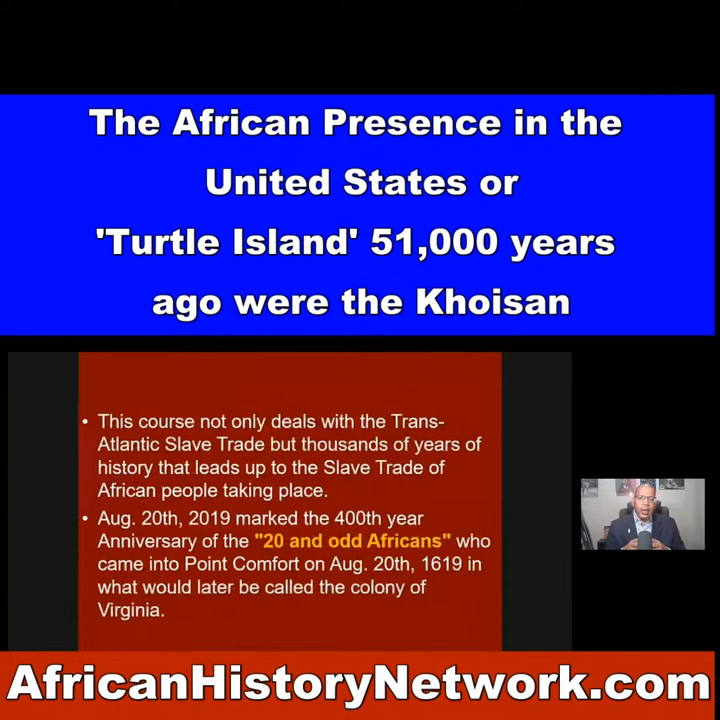 The African Presence in the
United States or
'Turtle Island' 51,000 years
ago were the Khoisan
• This course not only deals with the Trans-
Atlantic Slave Trade but thousands of years of
history that leads up to the Slave Trade of
African people taking place.
• Aug. 20th, 2019 marked the 400th year
Anniversary of the "20 and odd Africans" who
came into Point Comfort on Aug. 20th, 1619 in
what would later be called the colony of
Virginia.
AfricanHistoryNetwork.com